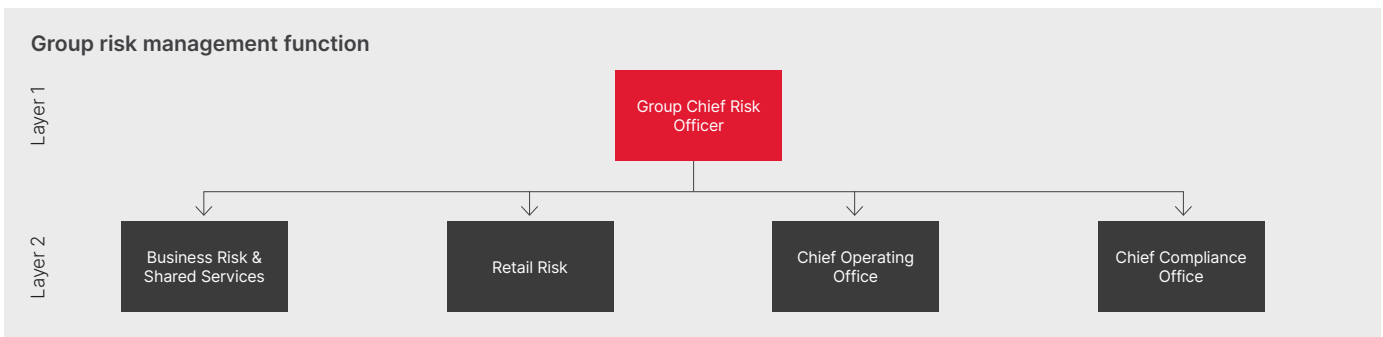 Group risk management function
Layer 1
Group Chief Risk
Officer
Layer 2
Business Risk &
Shared Services
Retail Risk
Chief Operating
Office
Chief Compliance
Office